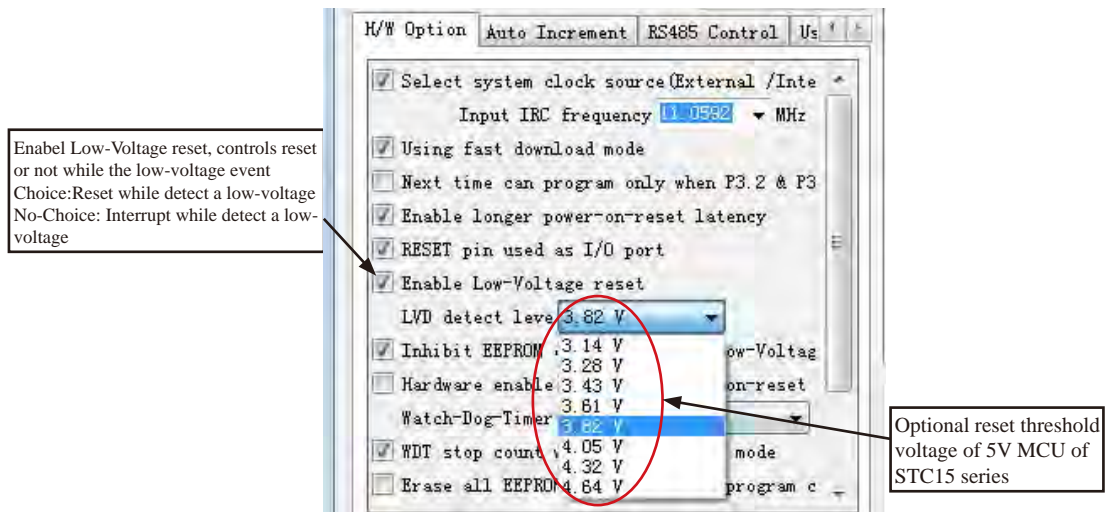 H/W Option Auto Increment RS485 Control Us
Select system clock source(External /Inte
Input IRC frequency 11.0592 MHz
Using fast download mode
Next time can program only when P3.2 & P3
Enable longer power-on-reset latency
RESET pin used as I/O port
Enable Low-Voltage reset
LVD detect leve 3.82 V
Inhibit EEPROM ow-Voltag
Hardware enable on-reset
Watch-Dog-Timer
WDT stop count mode
Erase all EEPRO program c
3.14 V
3.28 V
3.43 V
3.61 V
3.82 V
4.05 V
4.32 V
4.64 V
Enabel Low-Voltage reset, controls reset
or not while the low-voltage event
Choice:Reset while detect a low-voltage
No-Choice: Interrupt while detect a low-
voltage
Optional reset threshold
voltage of 5V MCU of
STC15 series